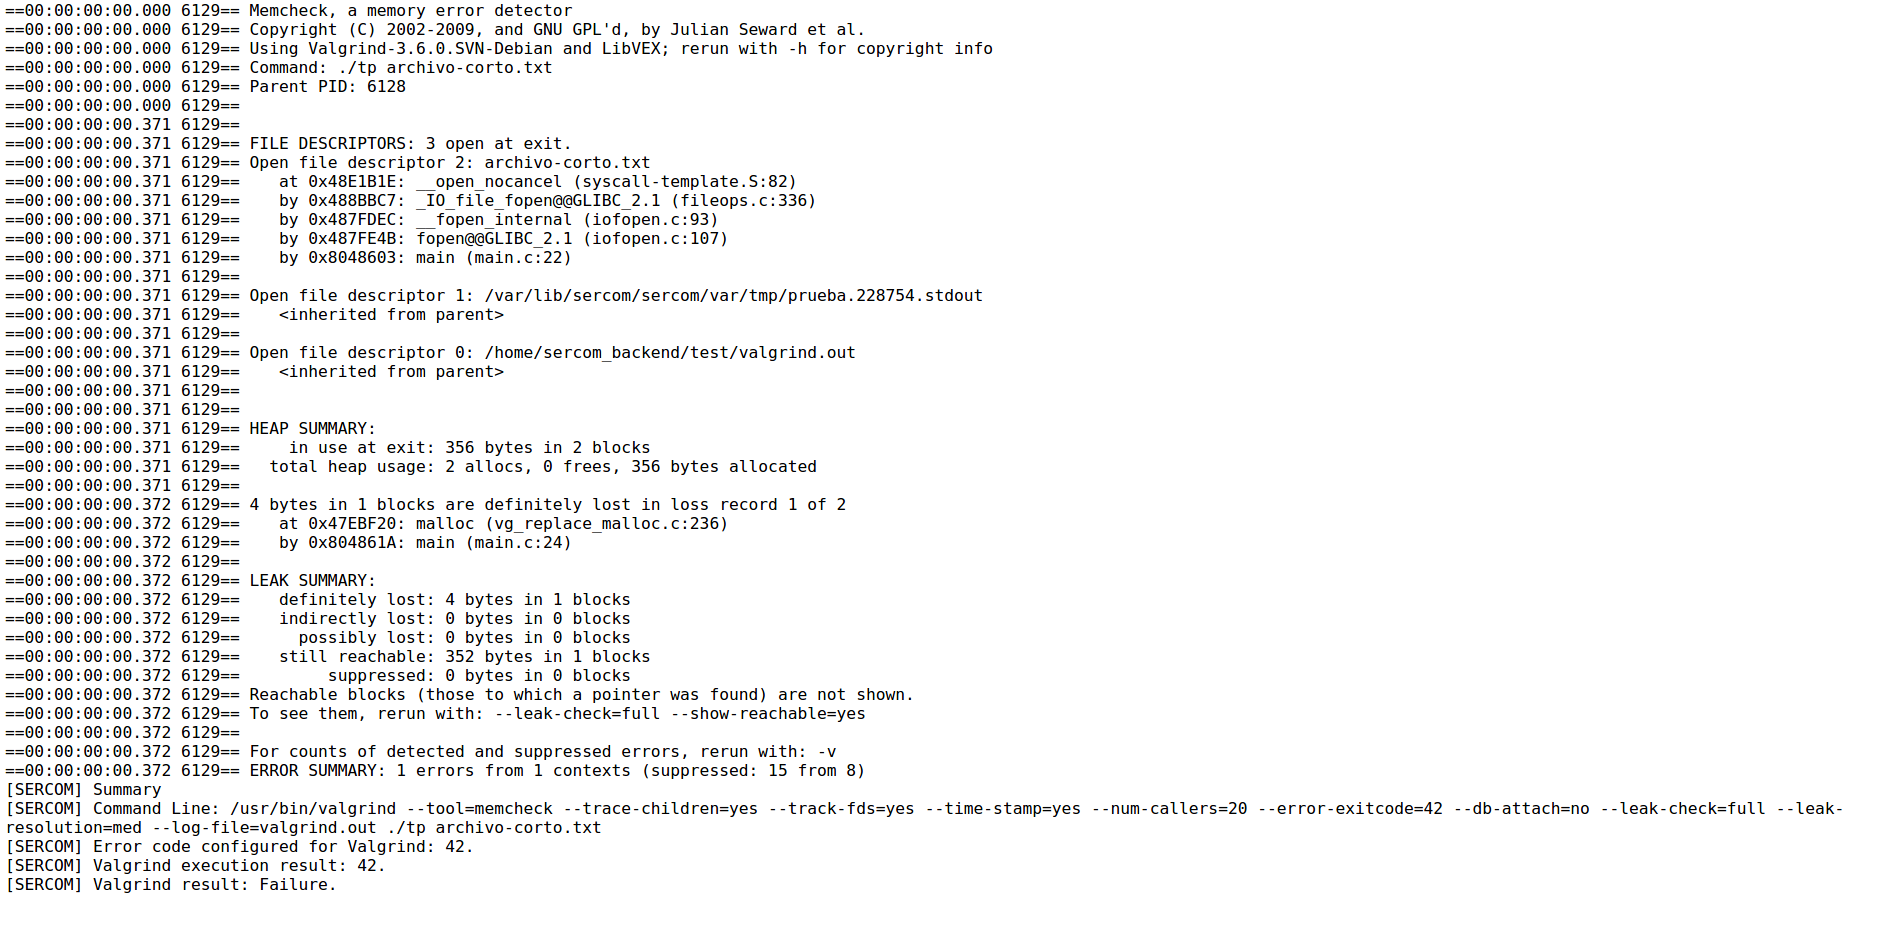 ==00:00:00:00.000 6129== Memcheck, a memory error detector
==00:00:00:00.000 6129== Copyright (C) 2002-2009, and GNU GPL'd, by Julian Seward et al.
==00:00:00:00.000 6129== Using Valgrind-3.6.0.SVN-Debian and LibVEX; rerun with -h for copyright info
==00:00:00:00.000 6129== Command: ./tp archivo-corto.txt
==00:00:00:00.000 6129== Parent PID: 6128
==00:00:00:00.000 6129==
==00:00:00:00.371 6129==
==00:00:00:00.371 6129== FILE DESCRIPTORS: 3 open at exit.
==00:00:00:00.371 6129== Open file descriptor 2: archivo-corto.txt
==00:00:00:00.371 6129==    at 0x48E1B1E: __open_nocancel (syscall-template.S:82)
==00:00:00:00.371 6129==    by 0x488BBC7: _IO_file_fopen@@GLIBC_2.1 (fileops.c:336)
==00:00:00:00.371 6129==    by 0x487FDEC: __fopen_internal (iofopen.c:93)
==00:00:00:00.371 6129==    by 0x487FE4B: fopen@@GLIBC_2.1 (iofopen.c:107)
==00:00:00:00.371 6129==    by 0x8048603: main (main.c:22)
==00:00:00:00.371 6129==
==00:00:00:00.371 6129== Open file descriptor 1: /var/lib/sercom/sercom/var/tmp/prueba.228754.stdout
==00:00:00:00.371 6129==    <inherited from parent>
==00:00:00:00.371 6129==
==00:00:00:00.371 6129== Open file descriptor 0: /home/sercom_backend/test/valgrind.out
==00:00:00:00.371 6129==    <inherited from parent>
==00:00:00:00.371 6129==
==00:00:00:00.371 6129==
==00:00:00:00.371 6129== HEAP SUMMARY:
==00:00:00:00.371 6129==     in use at exit: 356 bytes in 2 blocks
==00:00:00:00.371 6129==   total heap usage: 2 allocs, 0 frees, 356 bytes allocated
==00:00:00:00.371 6129==
==00:00:00:00.372 6129== 4 bytes in 1 blocks are definitely lost in loss record 1 of 2
==00:00:00:00.372 6129==    at 0x47EBF20: malloc (vg_replace_malloc.c:236)
==00:00:00:00.372 6129==    by 0x804861A: main (main.c:24)
==00:00:00:00.372 6129==
==00:00:00:00.372 6129== LEAK SUMMARY:
==00:00:00:00.372 6129==    definitely lost: 4 bytes in 1 blocks
==00:00:00:00.372 6129==    indirectly lost: 0 bytes in 0 blocks
==00:00:00:00.372 6129==      possibly lost: 0 bytes in 0 blocks
==00:00:00:00.372 6129==    still reachable: 352 bytes in 1 blocks
==00:00:00:00.372 6129==         suppressed: 0 bytes in 0 blocks
==00:00:00:00.372 6129== Reachable blocks (those to which a pointer was found) are not shown.
==00:00:00:00.372 6129== To see them, rerun with: --leak-check=full --show-reachable=yes
==00:00:00:00.372 6129==
==00:00:00:00.372 6129== For counts of detected and suppressed errors, rerun with: -v
==00:00:00:00.372 6129== ERROR SUMMARY: 1 errors from 1 contexts (suppressed: 15 from 8)
[SERCOM] Summary
[SERCOM] Command Line: /usr/bin/valgrind --tool=memcheck --trace-children=yes --track-fds=yes --time-stamp=yes --num-callers=20 --error-exitcode=42 --db-attach=no --leak-check=full --leak-
resolution=med --log-file=valgrind.out ./tp archivo-corto.txt
[SERCOM] Error code configured for Valgrind: 42.
[SERCOM] Valgrind execution result: 42.
[SERCOM] Valgrind result: Failure.